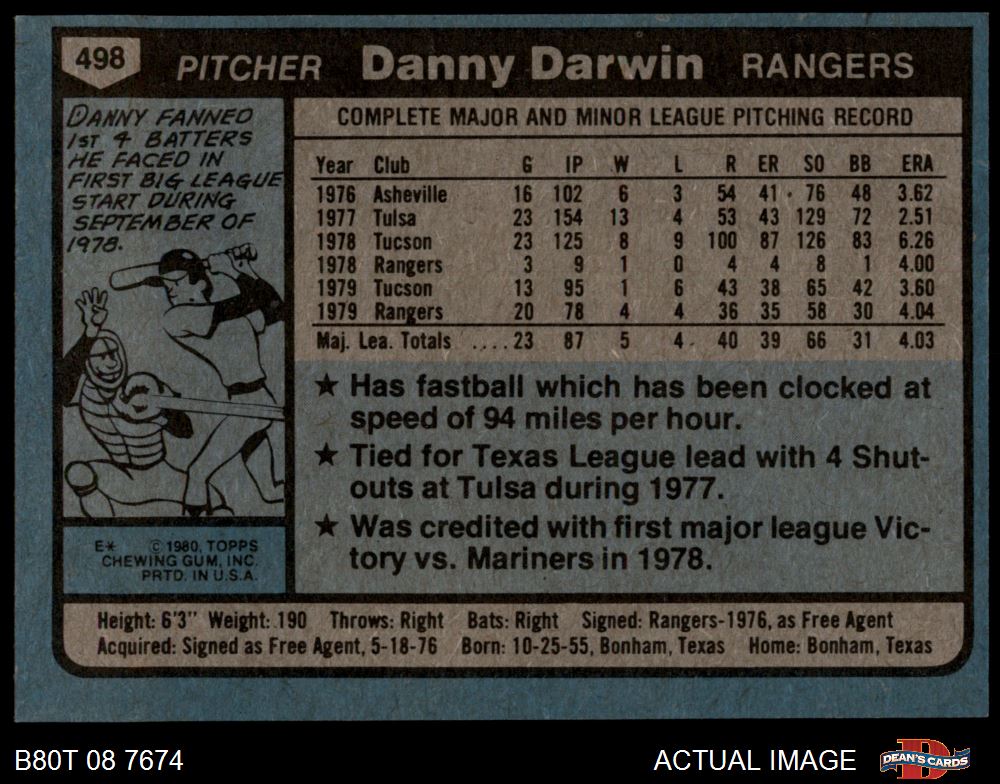 498 PITCHER Danny Darwin RANGERS
DANNY FANNED
1ST 4 BATTERS
HE FACED IN
FIRST BIG LEAGUE
START DURING
SEPTEMBER OF
1978.
COMPLETE MAJOR AND MINOR LEAGUE PITCHING RECORD
Year Club G IP W L R ER SO BB ERA
1976 Asheville 16 102 6 3 54 41 76 48 3.62
1977 Tulsa 23 154 13 4 53 43 129 72 2.51
1978 Tucson 23 125 8 9 100 87 126 83 6.26
1978 Rangers 3 9 1 0 4 4 8 1 4.00
1979 Tucson 13 95 1 6 43 38 65 42 3.60
1979 Rangers 20 78 4 4 36 35 58 30 4.04
Maj. Lea. Totals ....23 87 5 4 40 39 66 31 4.03
★ Has fastball which has been clocked at
speed of 94 miles per hour.
★ Tied for Texas League lead with 4 Shut-
outs at Tulsa during 1977.
★ Was credited with first major league Vic-
tory vs. Mariners in 1978.
E* © 1980, TOPPS
CHEWING GUM, INC.
PRTD. IN U.S.A.
Height: 6'3" Weight: 190 Throws: Right Bats: Right Signed: Rangers-1976, as Free Agent
Acquired: Signed as Free Agent, 5-18-76 Born: 10-25-55, Bonham, Texas Home: Bonham, Texas
B80T 08 7674 ACTUAL IMAGE DEAN'S CARDS